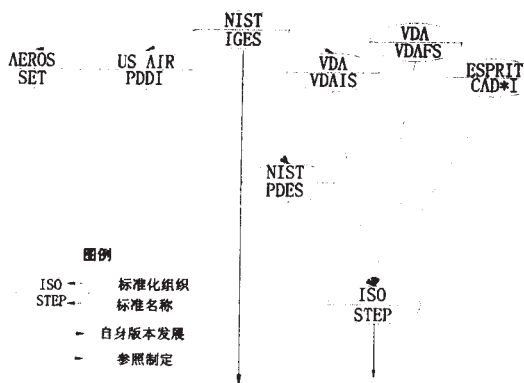 NIST
IGES
VDA
VDAFS
AEROS
SET
US AIR
PDDI
VDA
VDAIS
ESPRIT
CAD*I
NIST
PDES
图例
ISO 标准化组织
STEP 标准名称
自身版本发展
参照制定
ISO
STEP